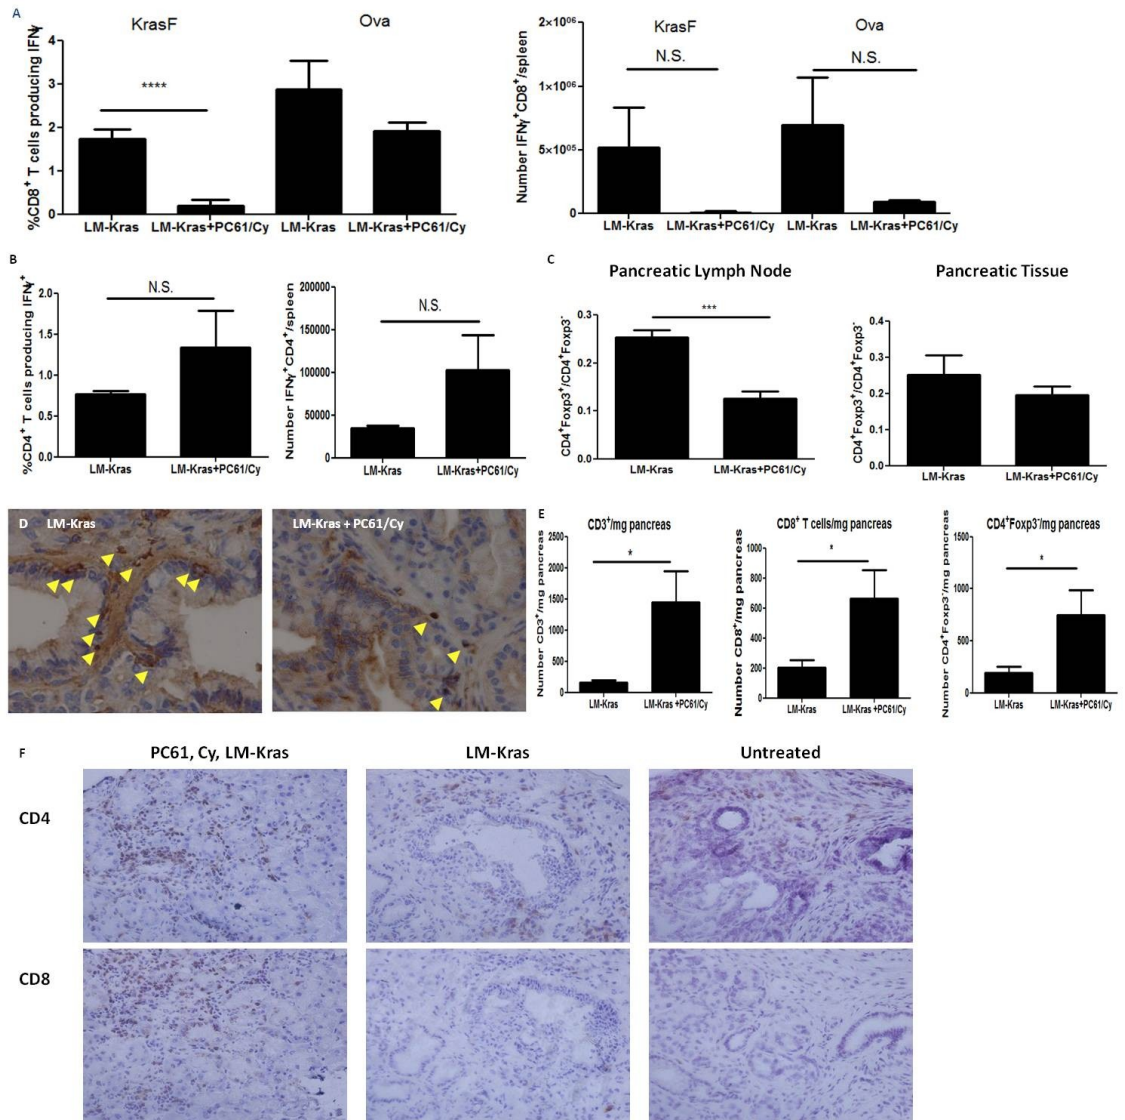 A
KrasF
Ova
%CD8+ T cells producing IFNγ
4
3
2
1
0
****
LM-Kras
LM-Kras+PC61/Cy
LM-Kras
LM-Kras+PC61/Cy
KrasF
Ova
Number IFNγ+CD8+/spleen
2×10^06
1×10^06
5×10^05
0
N.S.
N.S.
LM-Kras
LM-Kras+PC61/Cy
LM-Kras
LM-Kras+PC61/Cy
B
%CD4+ T cells producing IFNγ+
2.0
1.5
1.0
0.5
0.0
N.S.
LM-Kras
LM-Kras+PC61/Cy
Number IFNγ+CD4+/spleen
200000
150000
100000
50000
0
N.S.
LM-Kras
LM-Kras+PC61/Cy
C
Pancreatic Lymph Node
CD4+Foxp3+/CD4+Foxp3-
0.3
0.2
0.1
0.0
***
LM-Kras
LM-Kras+PC61/Cy
Pancreatic Tissue
CD4+Foxp3+/CD4+Foxp3-
0.4
0.3
0.2
0.1
0.0
LM-Kras
LM-Kras+PC61/Cy
D
LM-Kras
LM-Kras + PC61/Cy
E
CD3+/mg pancreas
Number CD3+/mg pancreas
2500
2000
1500
1000
500
0
*
LM-Kras
LM-Kras +PC61/Cy
CD8+ T cells/mg pancreas
Number CD8+/mg pancreas
1000
800
600
400
200
0
*
LM-Kras
LM-Kras +PC61/Cy
CD4+Foxp3-/mg pancreas
Number CD4+Foxp3-/mg pancreas
1500
1000
500
0
*
LM-Kras
LM-Kras+PC61/Cy
F
PC61, Cy, LM-Kras
LM-Kras
Untreated
CD4
CD8